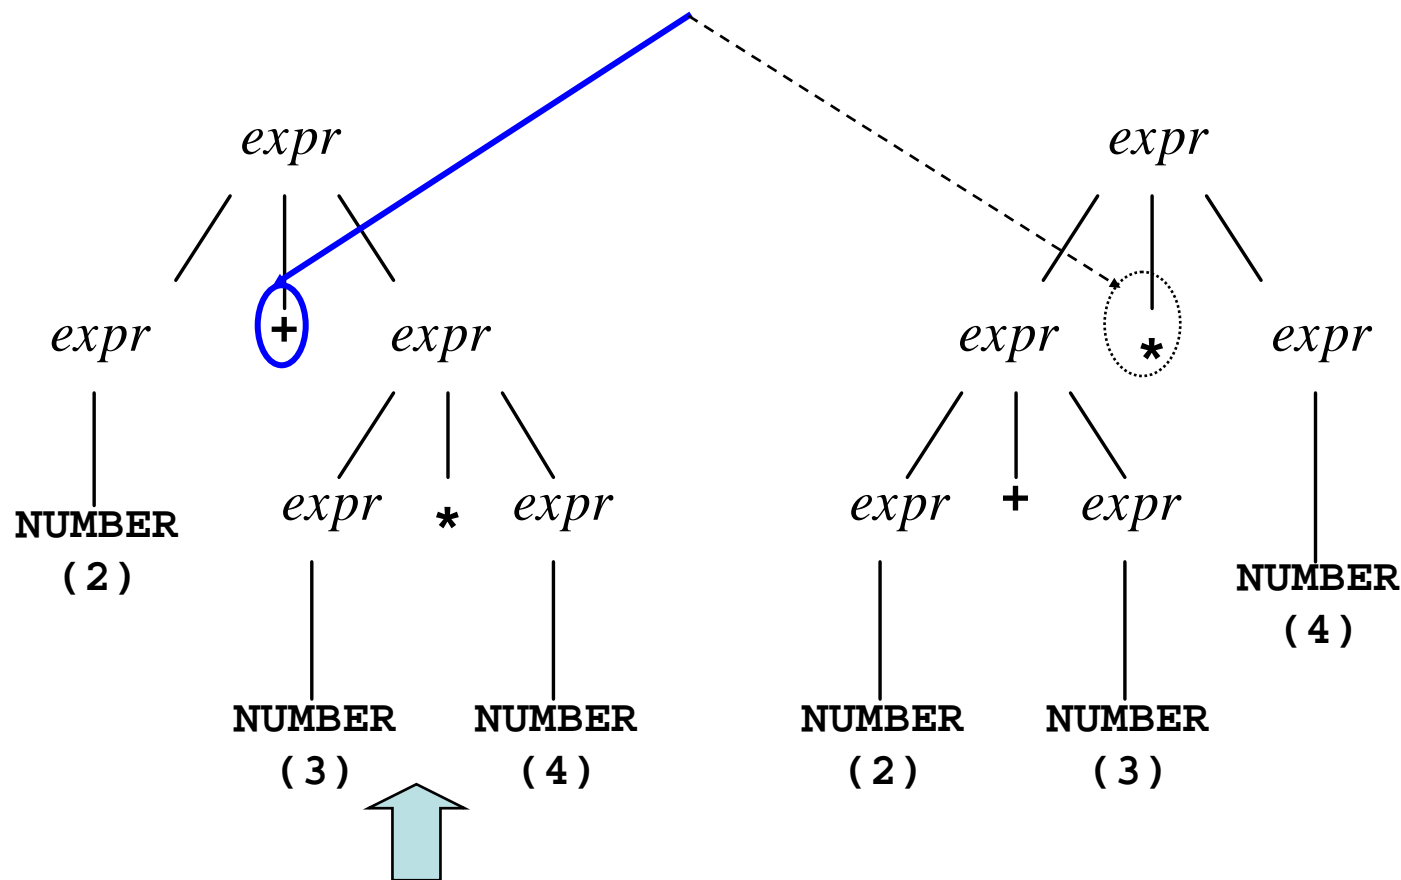 expr expr
expr + expr expr * expr
expr * expr expr + expr
NUMBER
(2)
NUMBER
(4)
NUMBER NUMBER NUMBER NUMBER
(3) (4) (2) (3)